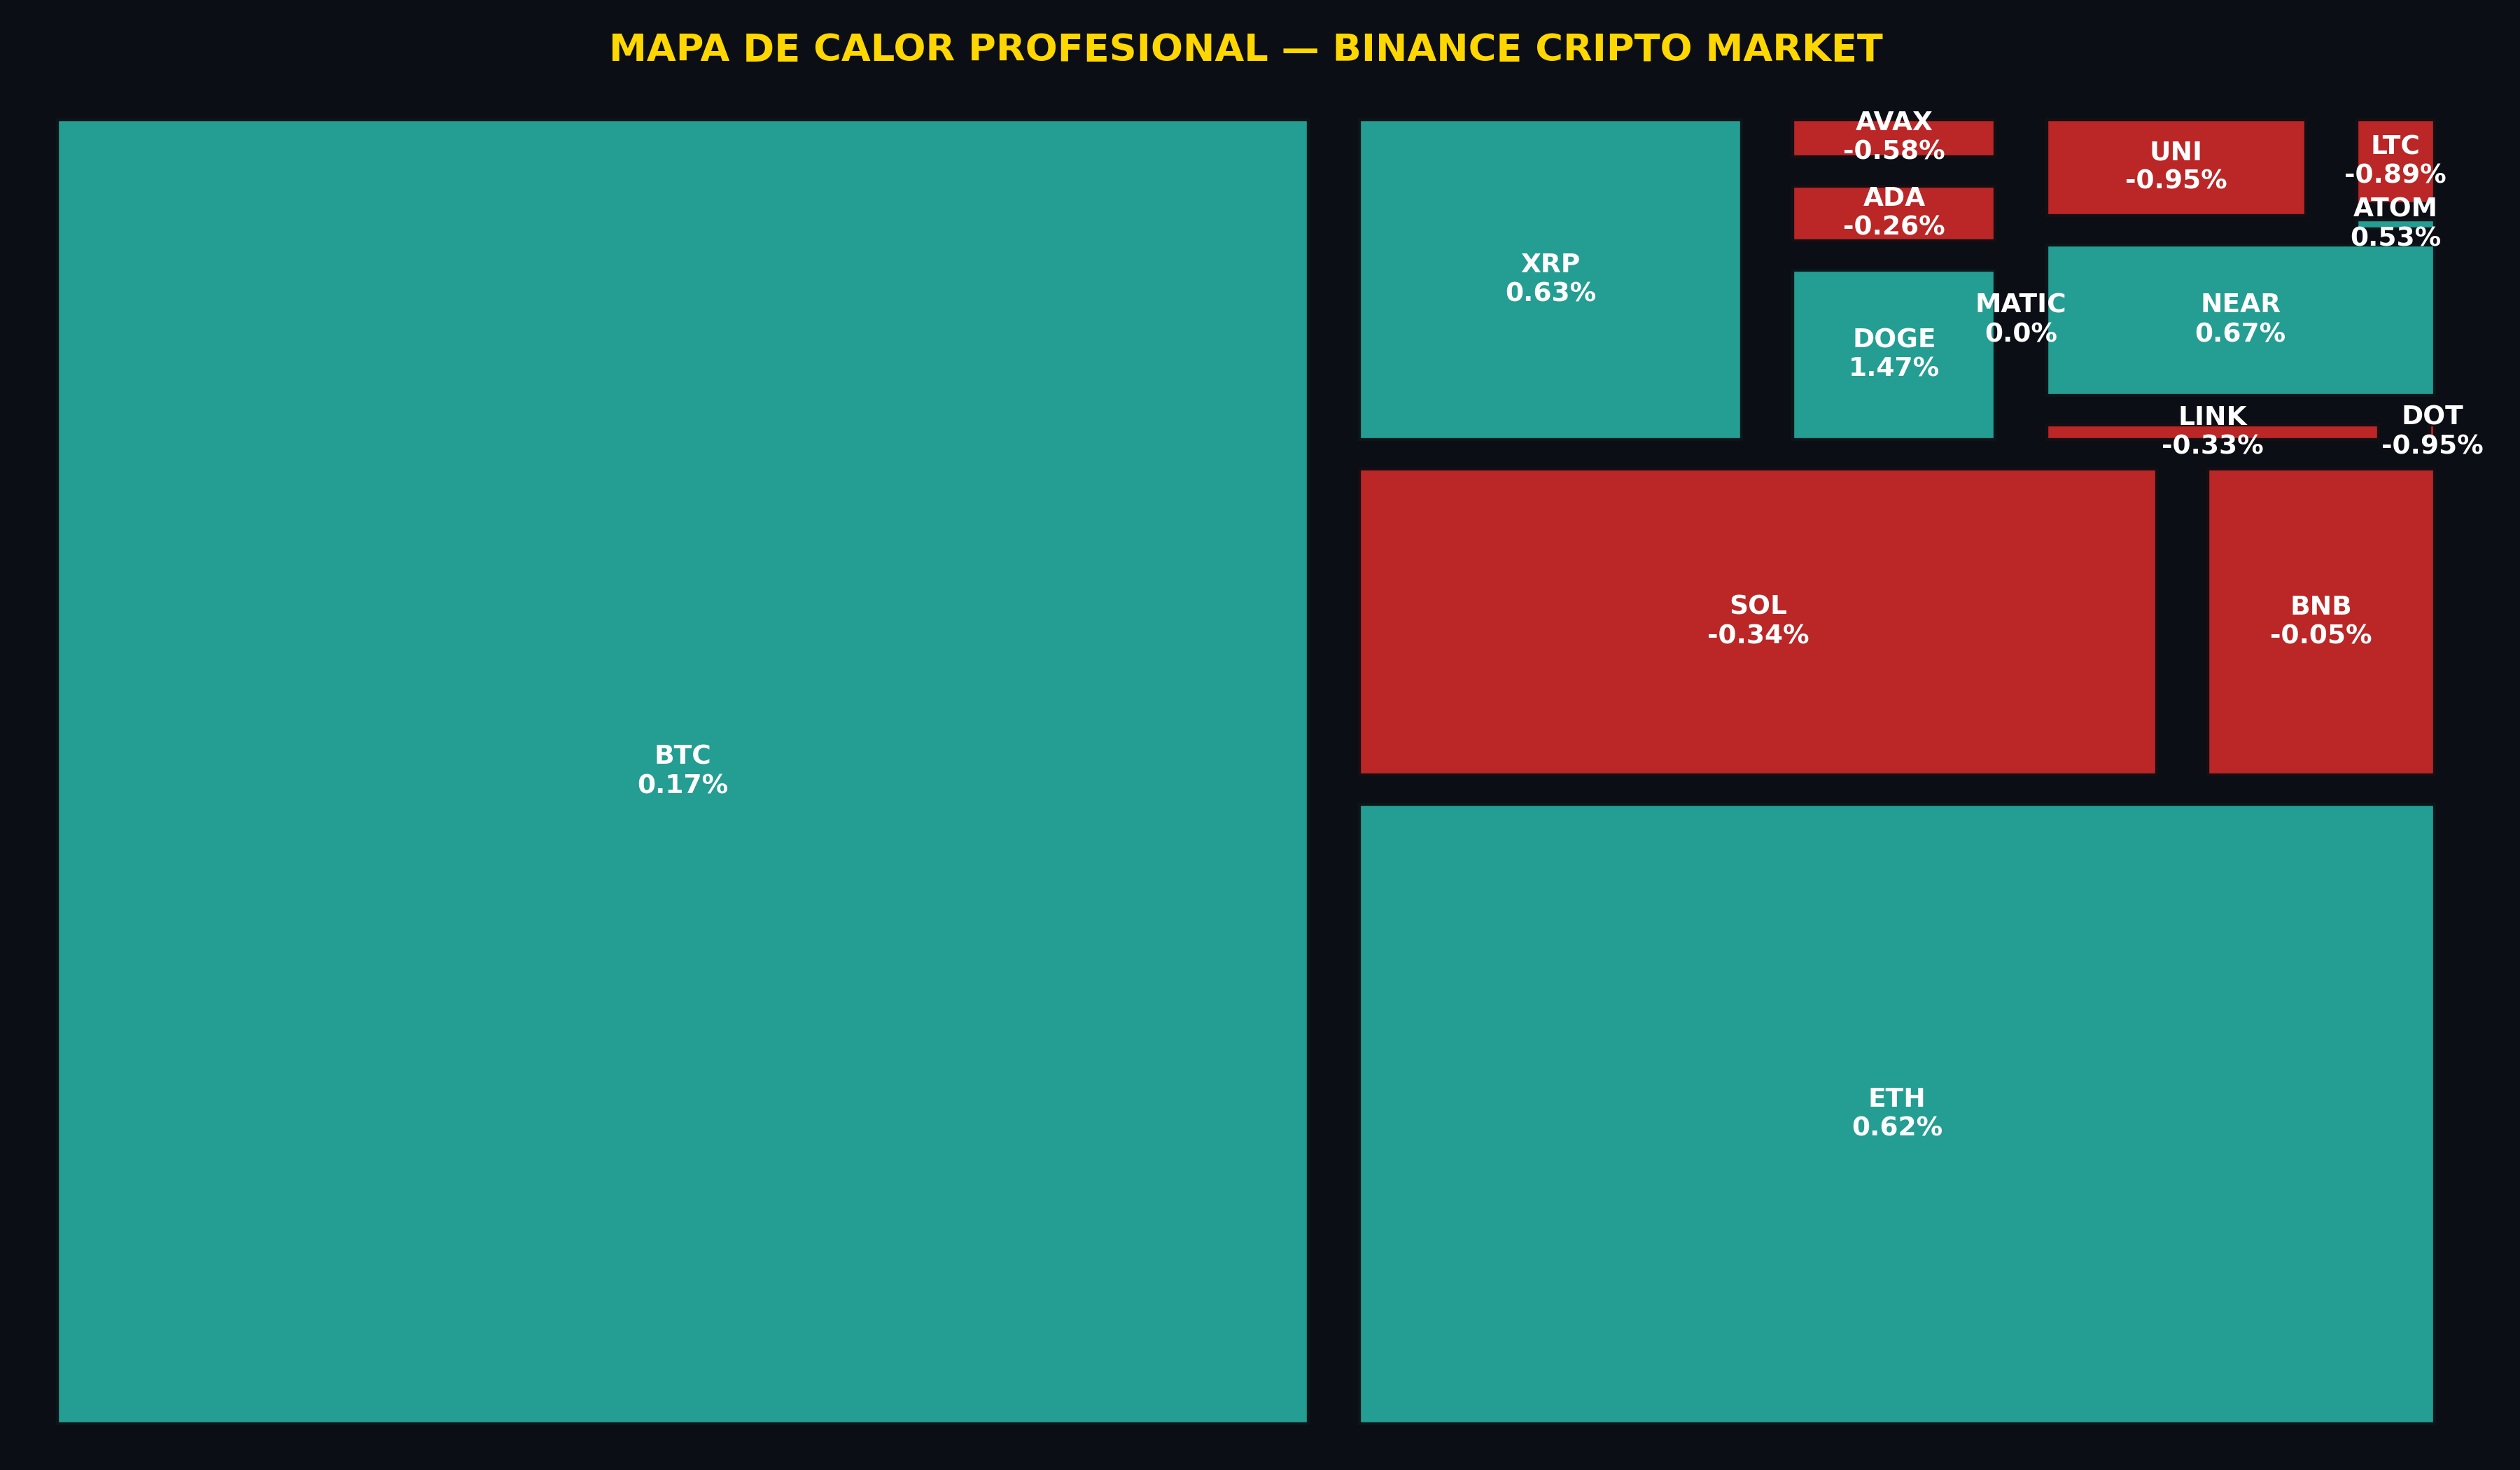 MAPA DE CALOR PROFESIONAL — BINANCE CRIPTO MARKET
BTC
0.17%
XRP
0.63%
AVAX
-0.58%
ADA
-0.26%
DOGE
1.47%
MATIC
0.0%
UNI
-0.95%
LTC
-0.89%
ATOM
0.53%
NEAR
0.67%
LINK
-0.33%
DOT
-0.95%
SOL
-0.34%
BNB
-0.05%
ETH
0.62%